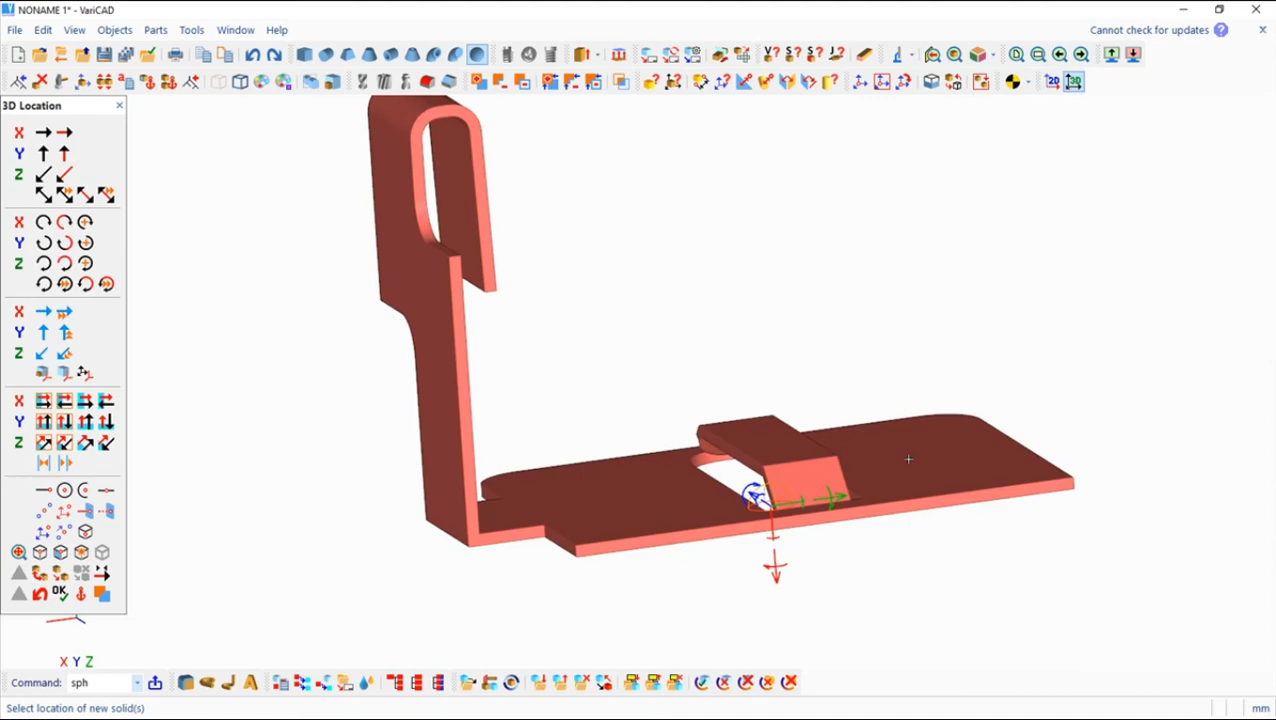 NONAME 1* - VariCAD
File Edit View Objects Parts Tools Window Help
Cannot check for updates
3D Location
X
Y
Z
X
Y
Z
X
Y
Z
X
Y
Z
OK
X Y Z
Command: sph
Select location of new solid(s)
mm